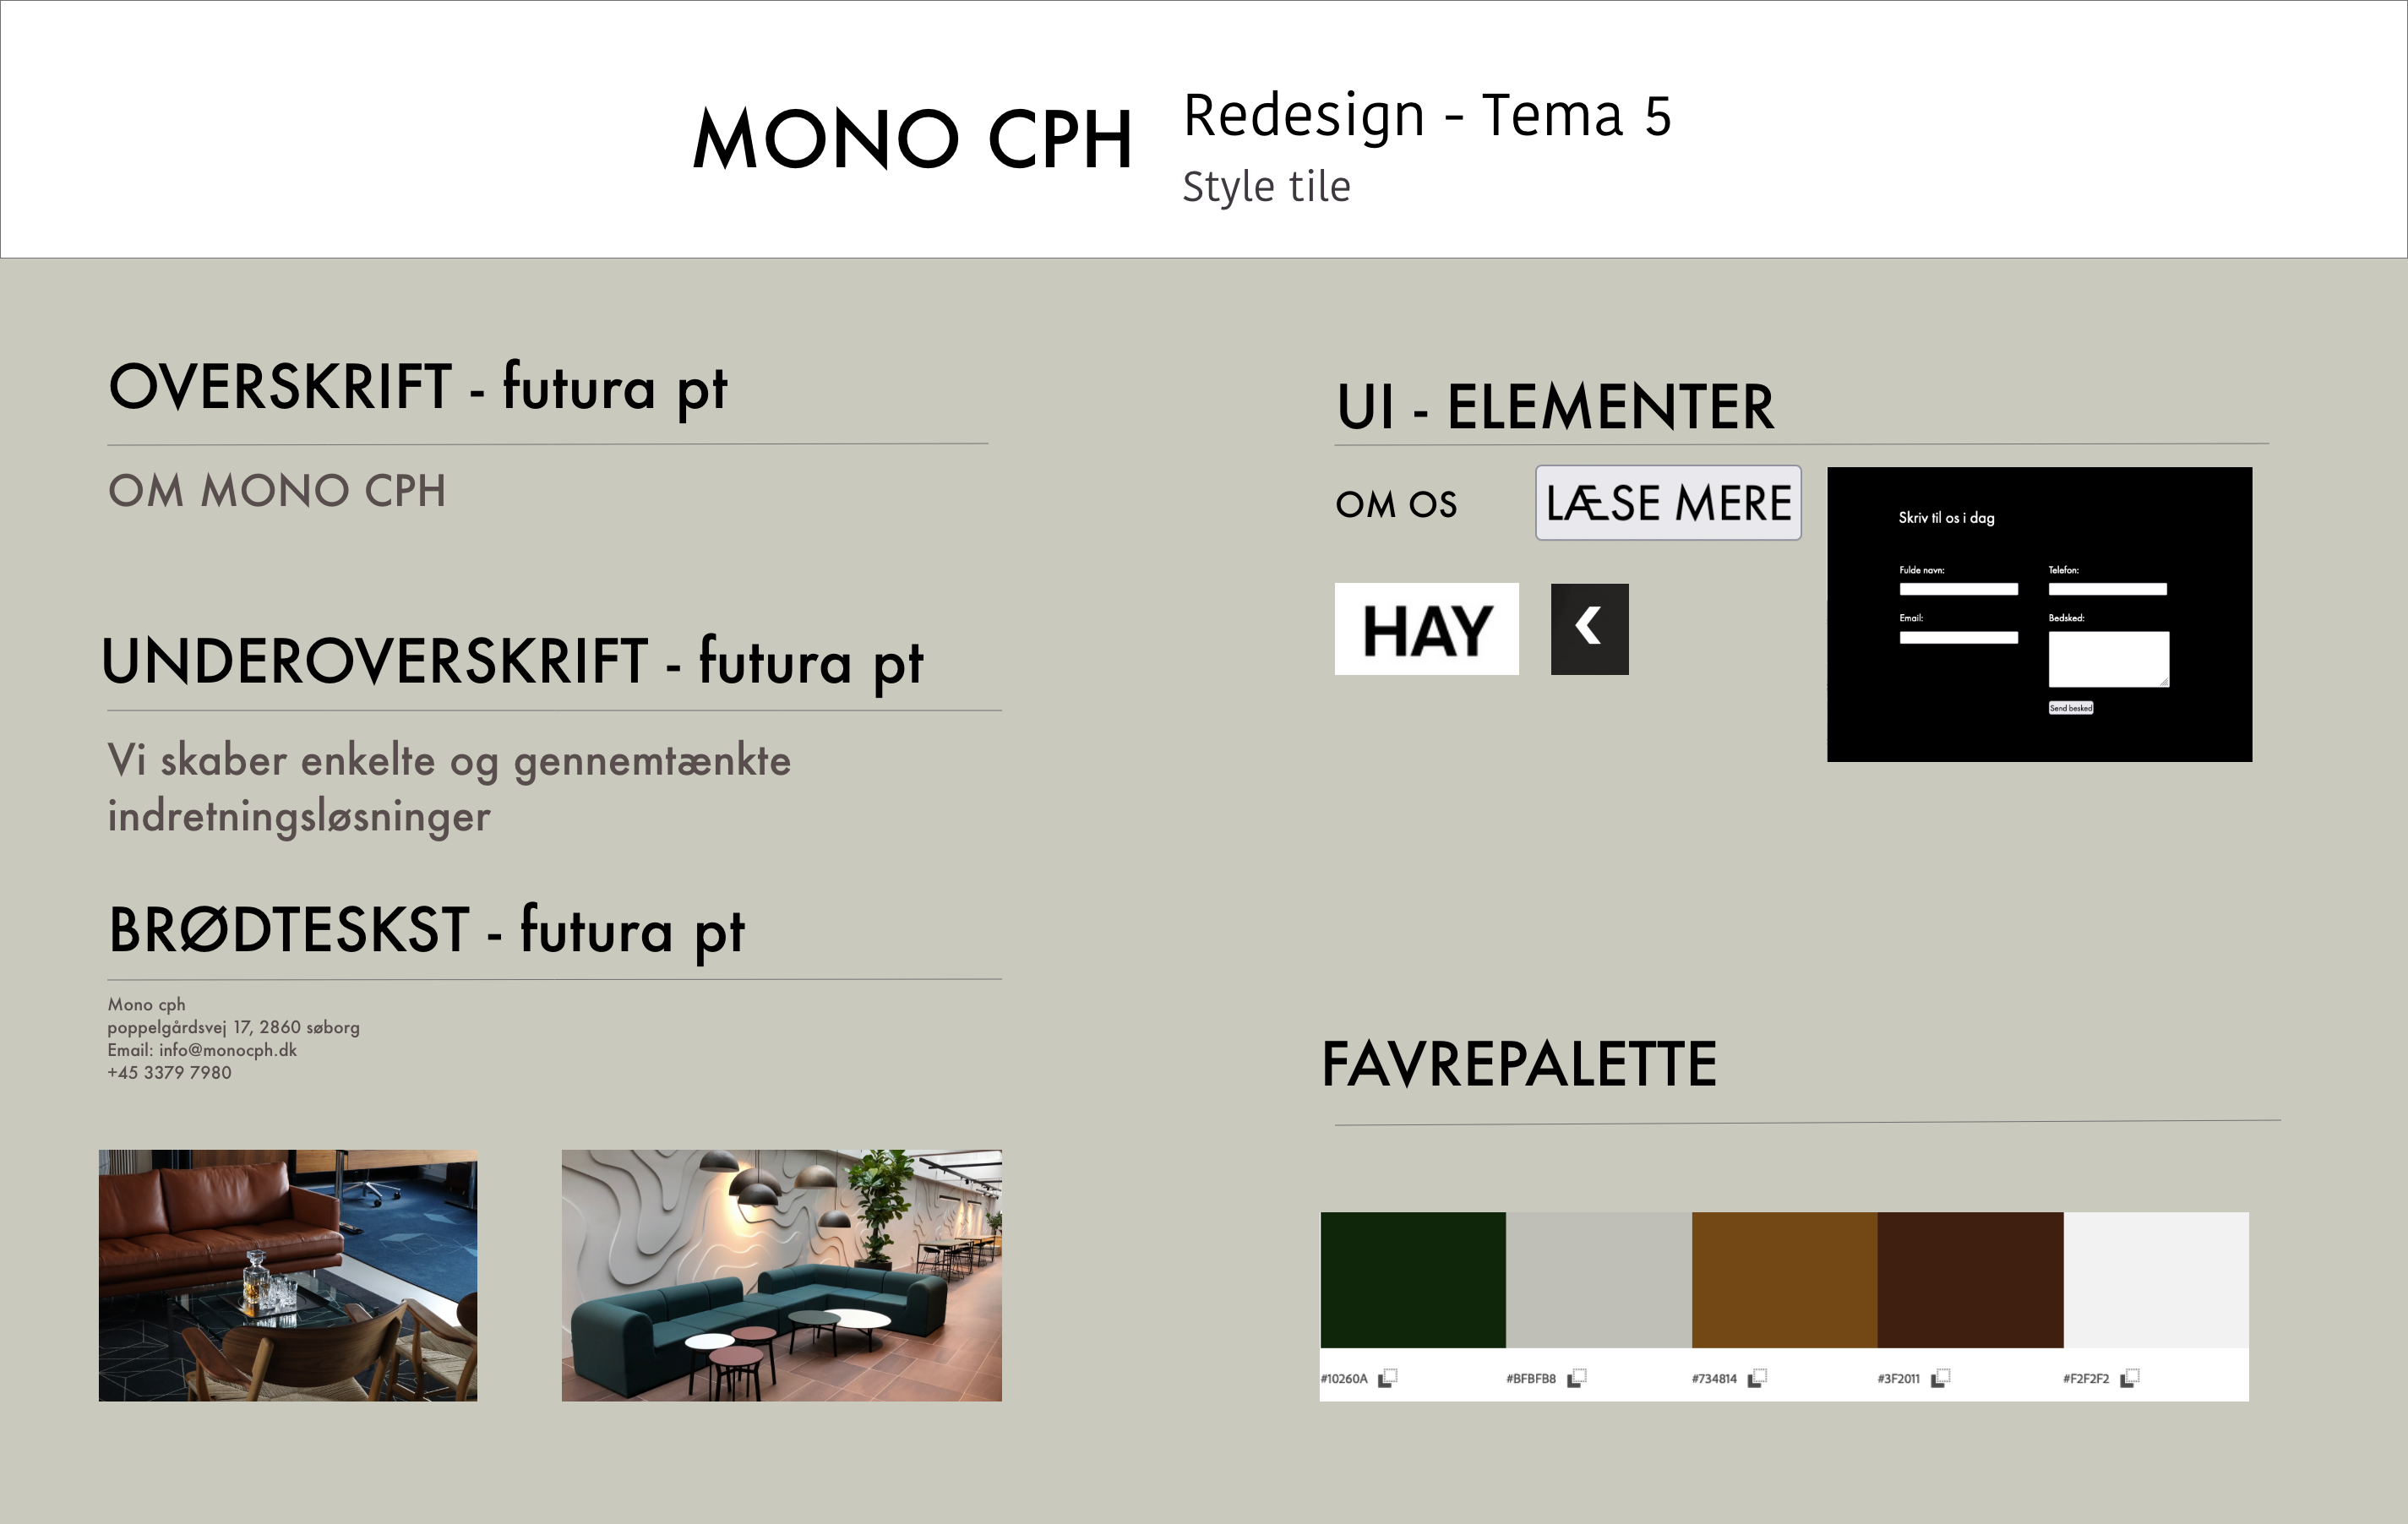 MONO CPH
Redesign - Tema 5
Style tile
OVERSKRIFT - futura pt
OM MONO CPH
UNDEROVERSKRIFT - futura pt
Vi skaber enkelte og gennemtænkte
indretningsløsninger
BRØDTESKST - futura pt
Mono cph
poppelgårdsvej 17, 2860 søborg
Email: info@monocph.dk
+45 3379 7980
UI - ELEMENTER
OM OS
LÆSE MERE
HAY
Skriv til os i dag
Fulde navn:
Telefon:
Email:
Bedsked:
Send besked
FAVREPALETTE
#10260A
#BFBFB8
#734814
#3F2011
#F2F2F2